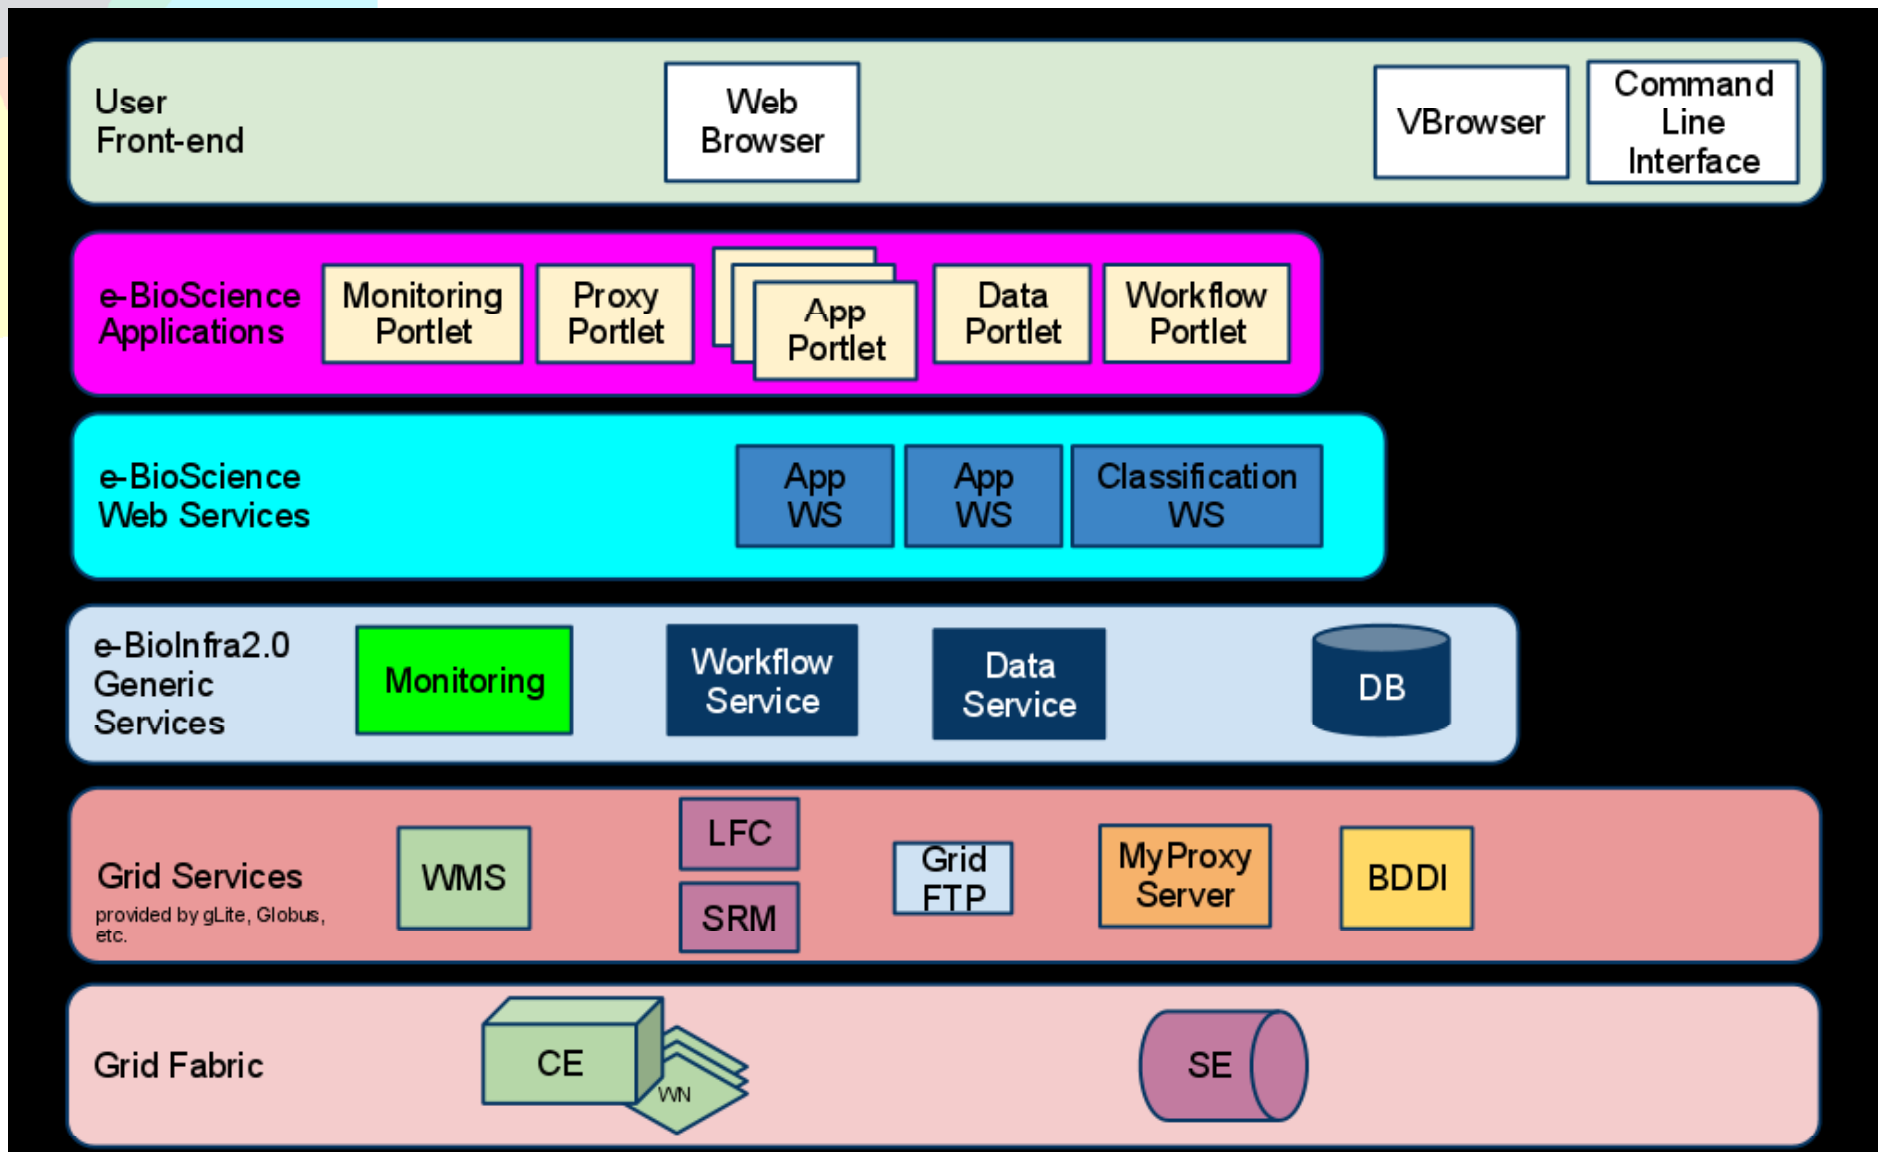 User
Front-end
Web
Browser
VBrowser
Command
Line
Interface
e-BioScience
Applications
Monitoring
Portlet
Proxy
Portlet
App
Portlet
Data
Portlet
Workflow
Portlet
e-BioScience
Web Services
App
WS
App
WS
Classification
WS
e-BioInfra2.0
Generic
Services
Monitoring
Workflow
Service
Data
Service
DB
Grid Services
provided by gLite, Globus,
etc.
WMS
LFC
SRM
Grid
FTP
MyProxy
Server
BDDI
Grid Fabric
CE
WN
SE